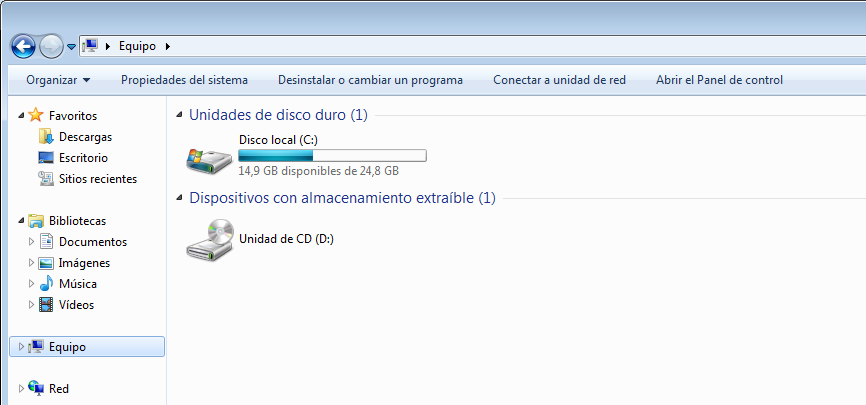 Equipo
Organizar
Propiedades del sistema
Desinstalar o cambiar un programa
Conectar a unidad de red
Abrir el Panel de control
Favoritos
Descargas
Escritorio
Sitios recientes
Bibliotecas
Documentos
Imágenes
Música
Vídeos
Equipo
Red
Unidades de disco duro (1)
Disco local (C:)
14,9 GB disponibles de 24,8 GB
Dispositivos con almacenamiento extraíble (1)
Unidad de CD (D:)